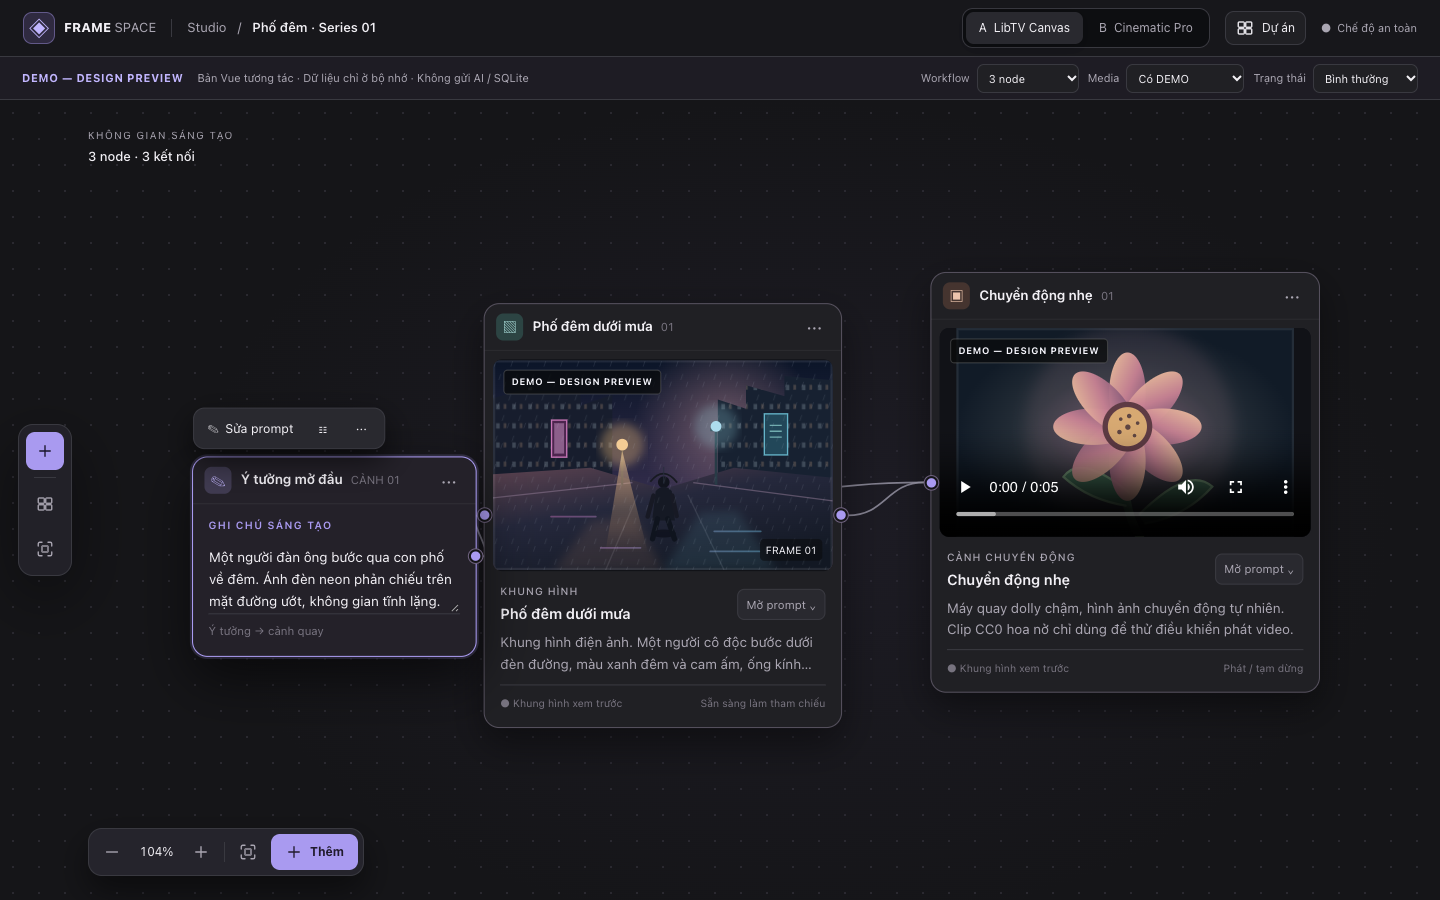 FRAME SPACE
Studio / Phố đêm · Series 01
A LibTV Canvas
B Cinematic Pro
Dự án
Chế độ an toàn
DEMO — DESIGN PREVIEW
Bản Vue tương tác · Dữ liệu chỉ ở bộ nhớ · Không gửi AI / SQLite
Workflow
3 node
Media
Có DEMO
Trạng thái
Bình thường
KHÔNG GIAN SÁNG TẠO
3 node · 3 kết nối
Sửa prompt
Ý tưởng mở đầu CẢNH 01
GHI CHÚ SÁNG TẠO
Một người đàn ông bước qua con phố
về đêm. Ánh đèn neon phản chiếu trên
mặt đường ướt, không gian tĩnh lặng.
Ý tưởng → cảnh quay
Phố đêm dưới mưa 01
DEMO — DESIGN PREVIEW
FRAME 01
KHUNG HÌNH
Phố đêm dưới mưa
Mở prompt
Khung hình điện ảnh. Một người cô độc bước dưới
đèn đường, màu xanh đêm và cam ấm, ống kính...
Khung hình xem trước
Sẵn sàng làm tham chiếu
Chuyển động nhẹ 01
DEMO — DESIGN PREVIEW
0:00 / 0:05
CẢNH CHUYỂN ĐỘNG
Chuyển động nhẹ
Mở prompt
Máy quay dolly chậm, hình ảnh chuyển động tự nhiên.
Clip CC0 hoa nở chỉ dùng để thử điều khiển phát video.
Khung hình xem trước
Phát / tạm dừng
104%
Thêm